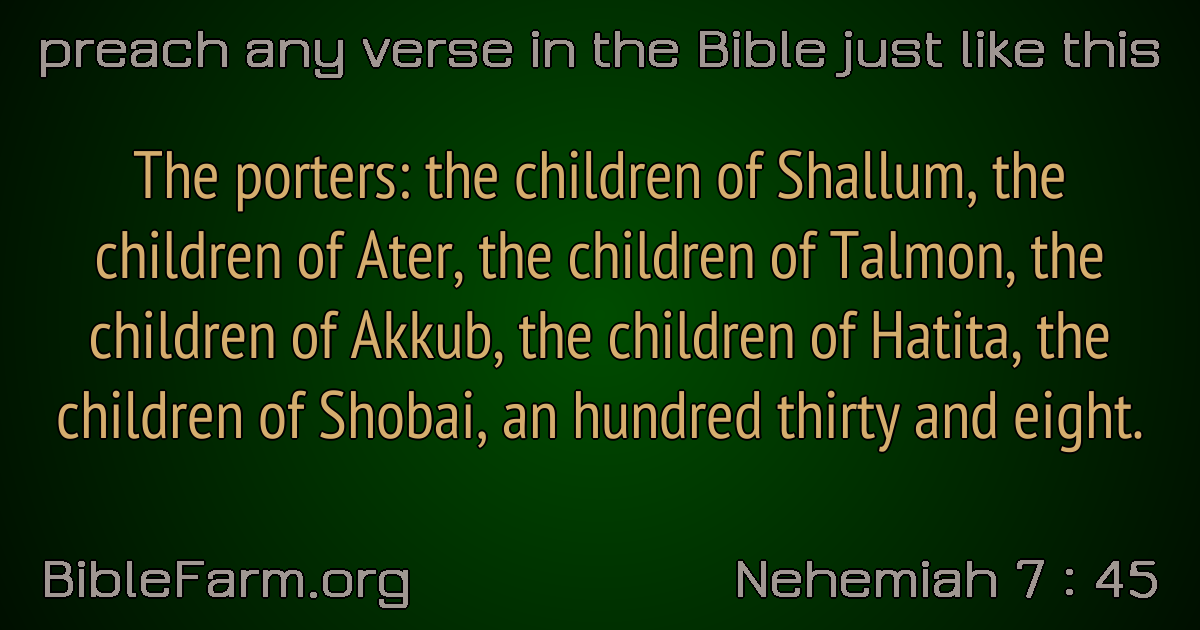 preach any verse in the Bible just like this
The porters: the children of Shallum, the
children of Ater, the children of Talmon, the
children of Akkub, the children of Hatita, the
children of Shobai, an hundred thirty and eight.
BibleFarm.org
Nehemiah 7 : 45